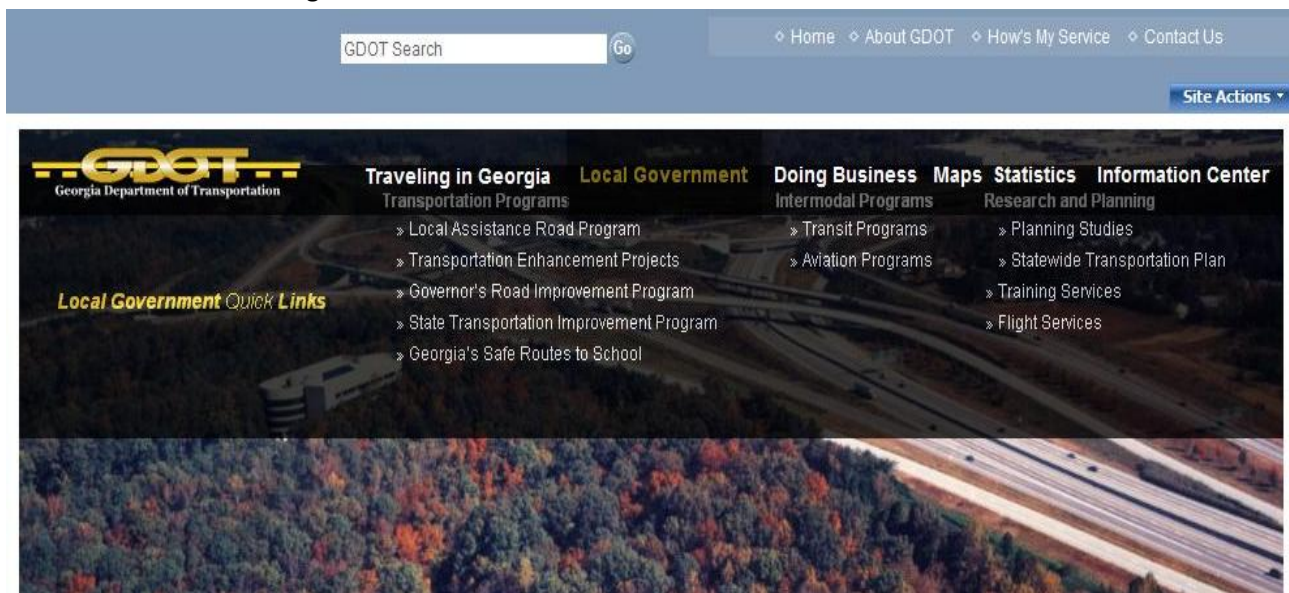 GDOT Search Go ⋄ Home ⋄ About GDOT ⋄ How's My Service ⋄ Contact Us
Site Actions
GDOT
Georgia Department of Transportation
Traveling in Georgia Local Government Doing Business Maps Statistics Information Center
Transportation Programs Intermodal Programs Research and Planning
» Local Assistance Road Program » Transit Programs » Planning Studies
» Transportation Enhancement Projects » Aviation Programs » Statewide Transportation Plan
Local Government Quick Links » Governor's Road Improvement Program » Training Services
» State Transportation Improvement Program » Flight Services
» Georgia's Safe Routes to School